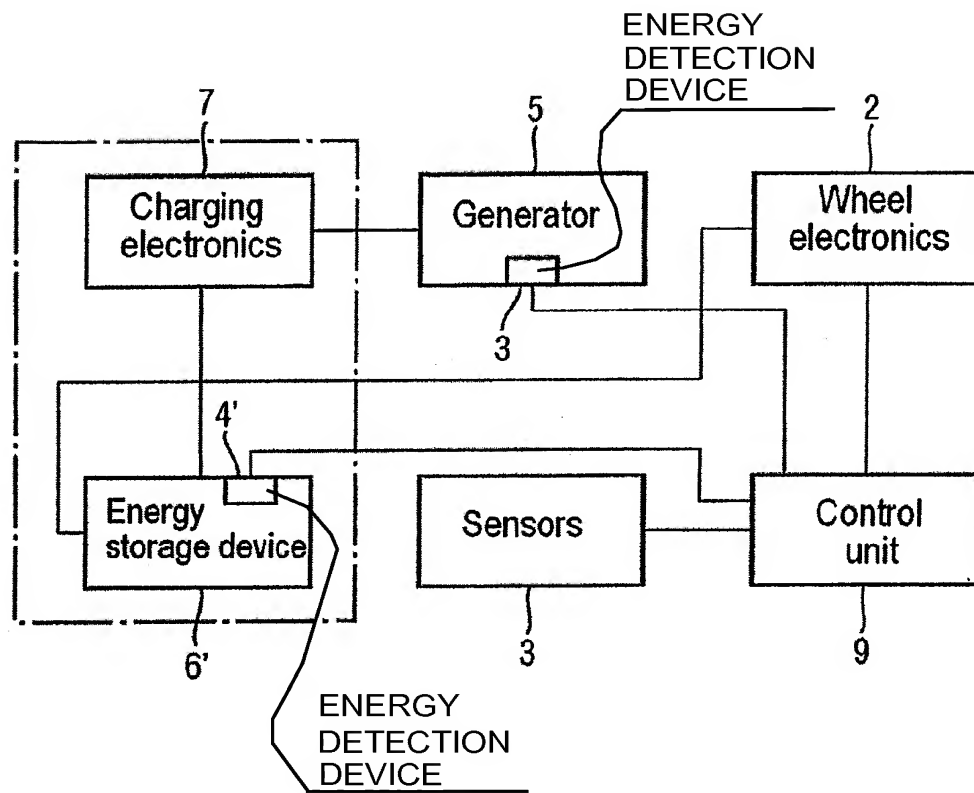 ENERGY
DETECTION
DEVICE
7
5
2
Charging
electronics
Generator
Wheel
electronics
3
4'
Energy
storage device
Sensors
Control
unit
6'
3
9
ENERGY
DETECTION
DEVICE